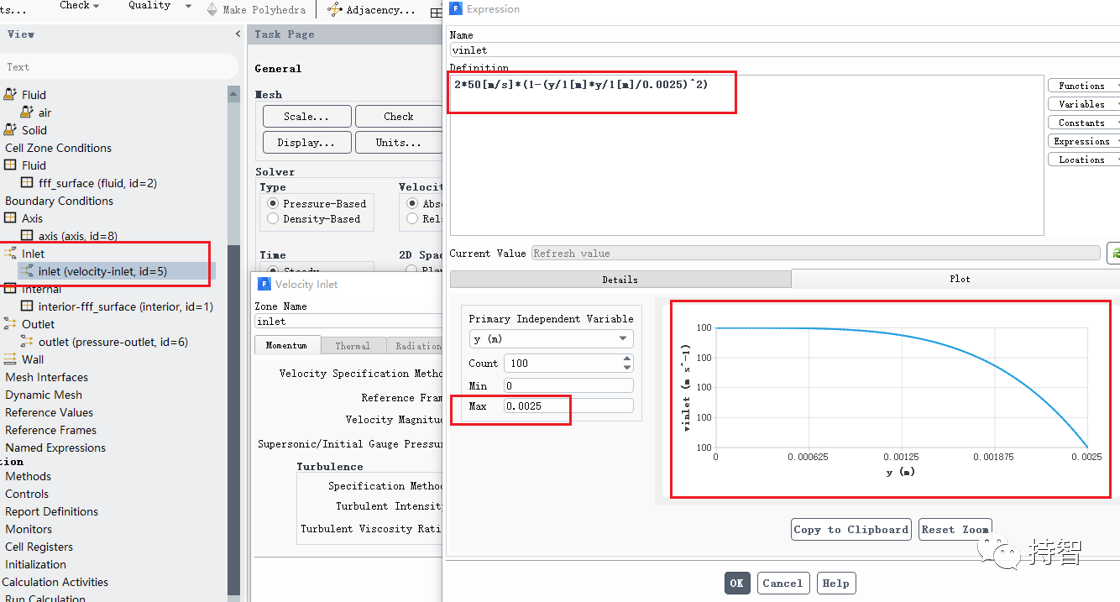 ts...
Check
Quality
Make Polyhedra
Adjacency...
View
Text
Fluid
air
Solid
Cell Zone Conditions
Fluid
fff_surface (fluid, id=2)
Boundary Conditions
Axis
axis (axis, id=8)
Inlet
inlet (velocity-inlet, id=5)
Internal
interior-fff_surface (interior, id=1)
Outlet
outlet (pressure-outlet, id=6)
Wall
Mesh Interfaces
Dynamic Mesh
Reference Values
Reference Frames
Named Expressions
tion
Methods
Controls
Report Definitions
Monitors
Cell Registers
Initialization
Calculation Activities
Run Calculation
Task Page
General
Mesh
Scale...
Check
Display...
Units...
Solver
Type
Velocit
Pressure-Based
Abs
Density-Based
Rel
Time
2D Spac
Steady
Velocity Inlet
Zone Name
inlet
Momentum
Thermal
Radiation
Velocity Specification Metho
Reference Fram
Velocity Magnitud
Supersonic/Initial Gauge Pressur
Turbulence
Specification Method
Turbulent Intensit
Turbulent Viscosity Rati
Expression
Name
vinlet
Definition
2*50[m/s]*(1-(y/1[m]*y/1[m]/0.0025)^2)
Functions
Variables
Constants
Expressions
Locations
Current Value
Refresh value
Details
Plot
Primary Independent Variable
y (m)
Count
100
Min
0
Max
0.0025
vinlet (m s^-1)
100
100
100
100
100
0
0.000625
0.00125
0.001875
0.0025
y (m)
Copy to Clipboard
Reset Zoom
持智
OK
Cancel
Help